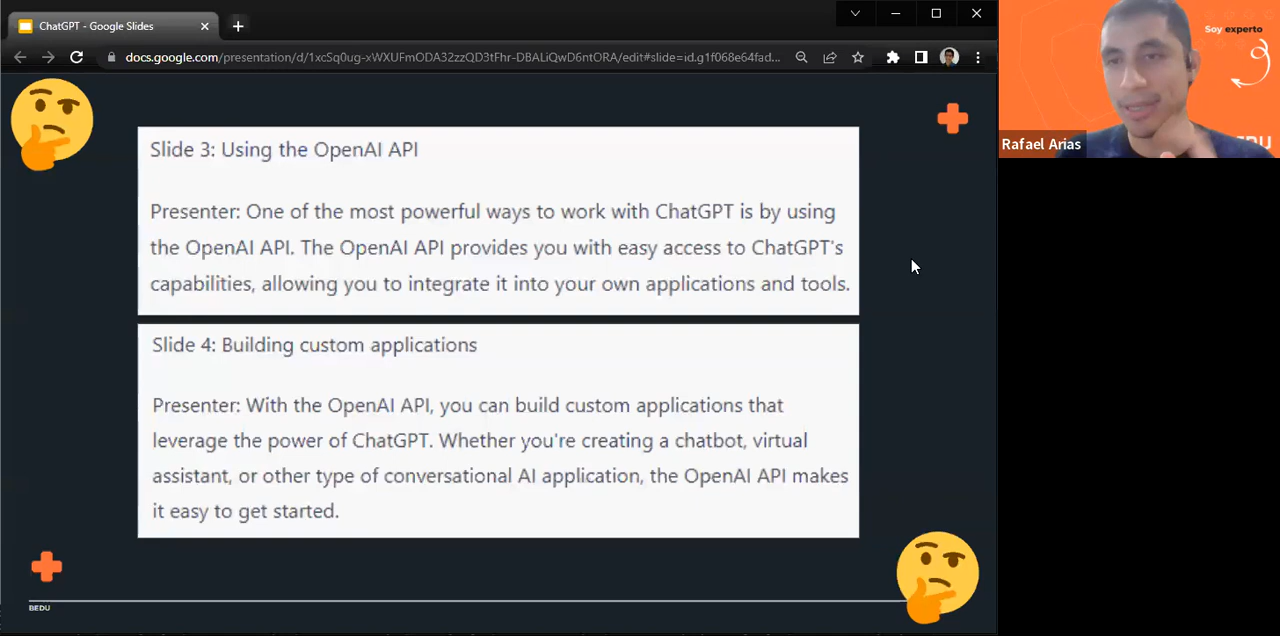 ChatGPT - Google Slides
docs.google.com/presentation/d/1xcSq0ug-xWXUFmODA32zzQD3tFhr-DBALiQwD6ntORA/edit#slide=id.g1f068e64fad...
Soy experto
Rafael Arias
Slide 3: Using the OpenAI API
Presenter: One of the most powerful ways to work with ChatGPT is by using
the OpenAI API. The OpenAI API provides you with easy access to ChatGPT's
capabilities, allowing you to integrate it into your own applications and tools.
Slide 4: Building custom applications
Presenter: With the OpenAI API, you can build custom applications that
leverage the power of ChatGPT. Whether you're creating a chatbot, virtual
assistant, or other type of conversational AI application, the OpenAI API makes
it easy to get started.
BEDU